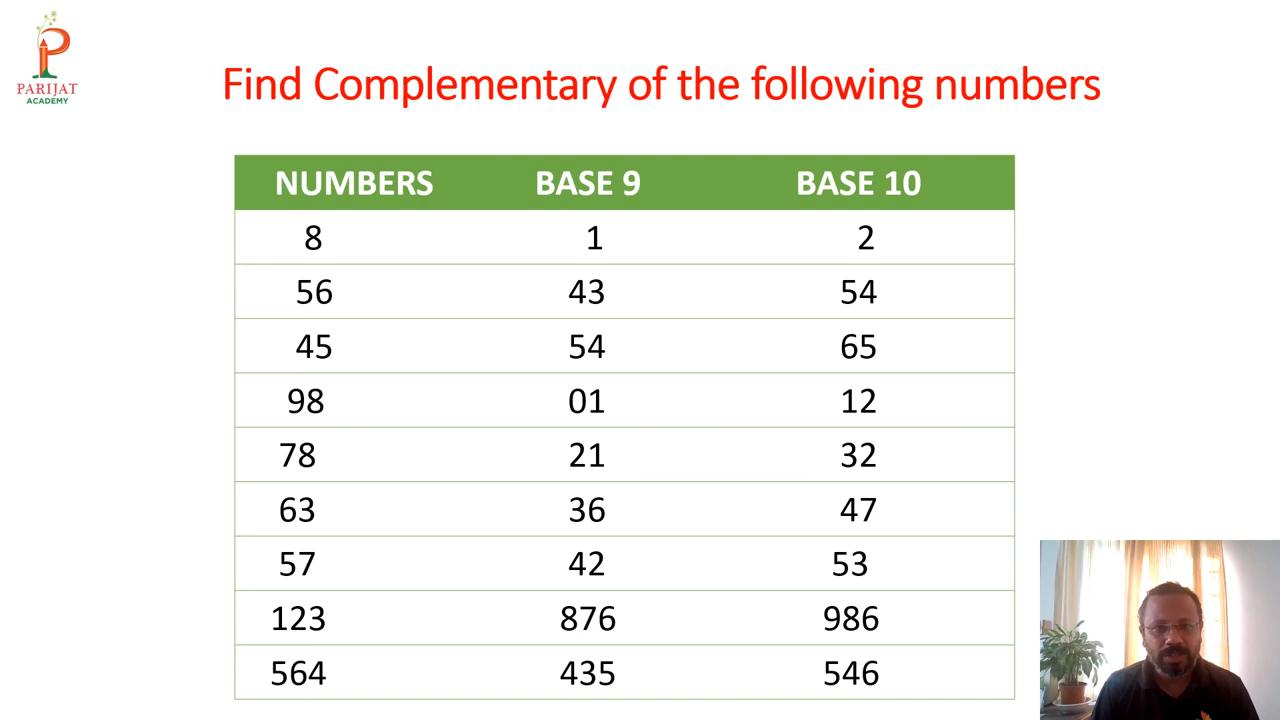 PARIJAT
ACADEMY
Find Complementary of the following numbers
NUMBERS BASE 9 BASE 10
8 1 2
56 43 54
45 54 65
98 01 12
78 21 32
63 36 47
57 42 53
123 876 986
564 435 546